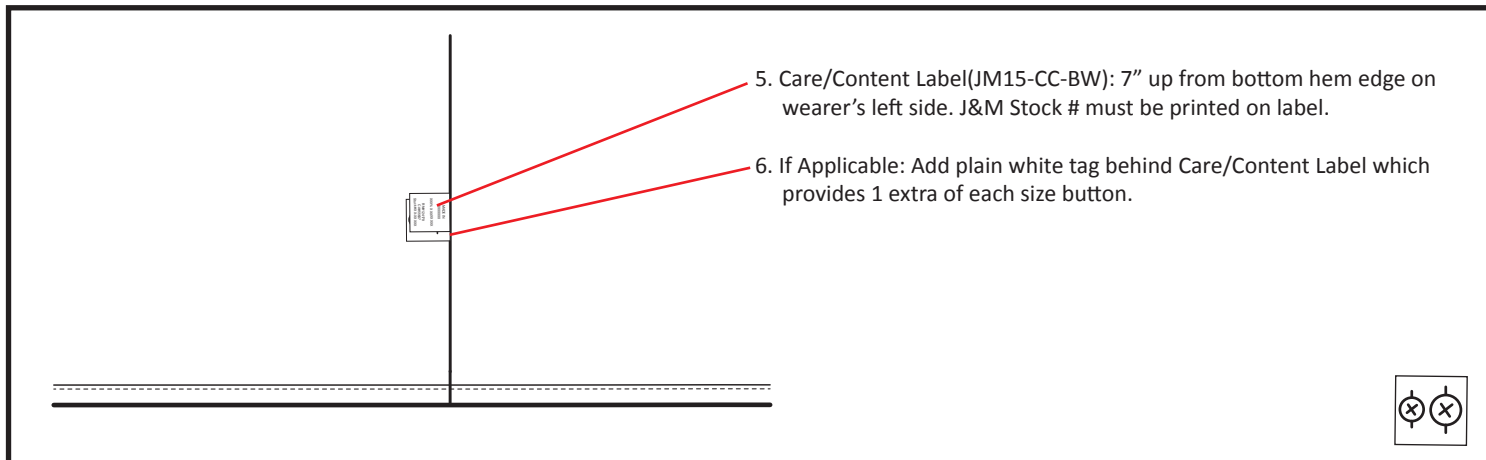 5. Care/Content Label(JM15-CC-BW): 7” up from bottom hem edge on
wearer’s left side. J&M Stock # must be printed on label.
6. If Applicable: Add plain white tag behind Care/Content Label which
provides 1 extra of each size button.